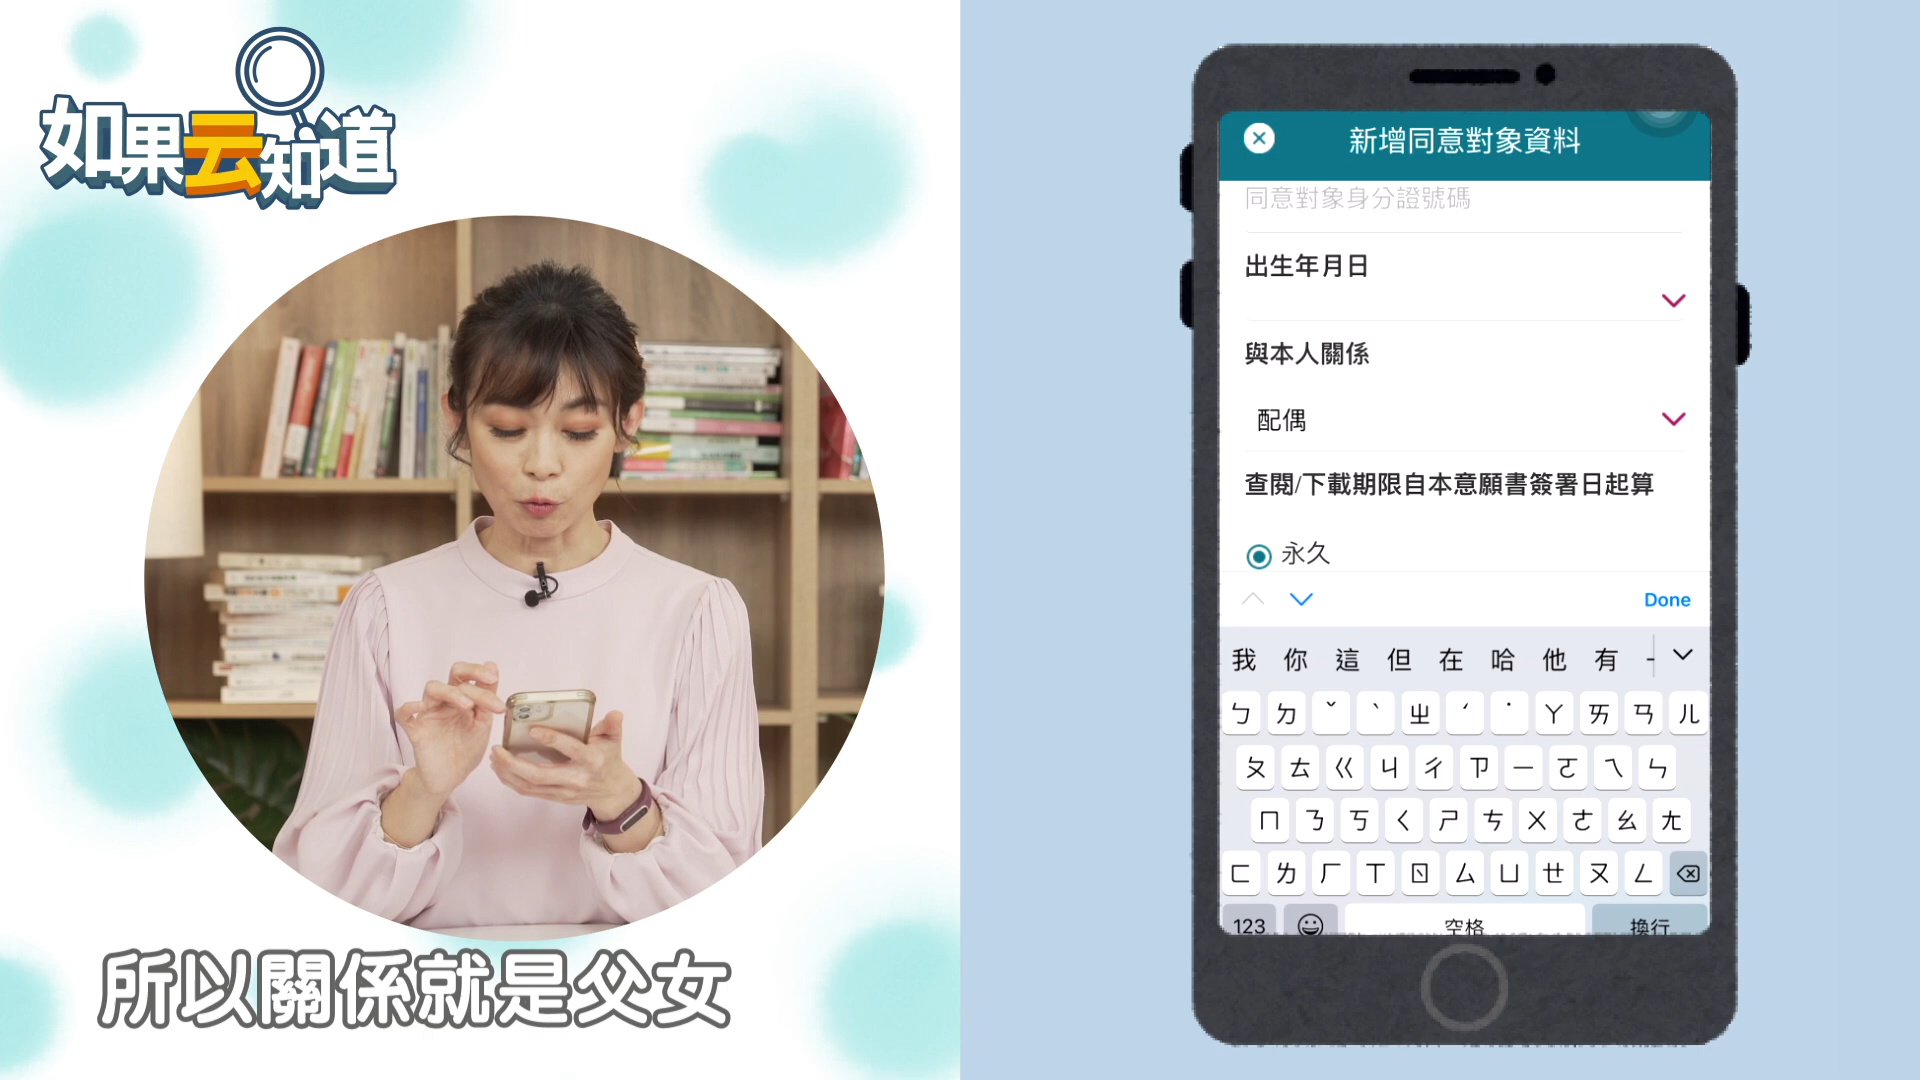 如果云知道
所以關係就是父女
新增同意對象資料
同意對象身分證號碼
出生年月日
與本人關係
配偶
查閱/下載期限自本意願書簽署日起算
永久
Done
我 你 這 但 在 哈 他 有
ㄅ ㄉ ˇ ˋ ㄓ ˊ ˙ ㄚ ㄞ ㄢ ㄦ
ㄆ ㄊ ㄍ ㄐ ㄔ ㄗ ㄧ ㄛ ㄟ ㄣ
ㄇ ㄋ ㄎ ㄑ ㄕ ㄘ ㄨ ㄜ ㄠ ㄤ
ㄈ ㄌ ㄏ ㄒ ㄖ ㄙ ㄩ ㄝ ㄡ ㄥ
123 空格 換行